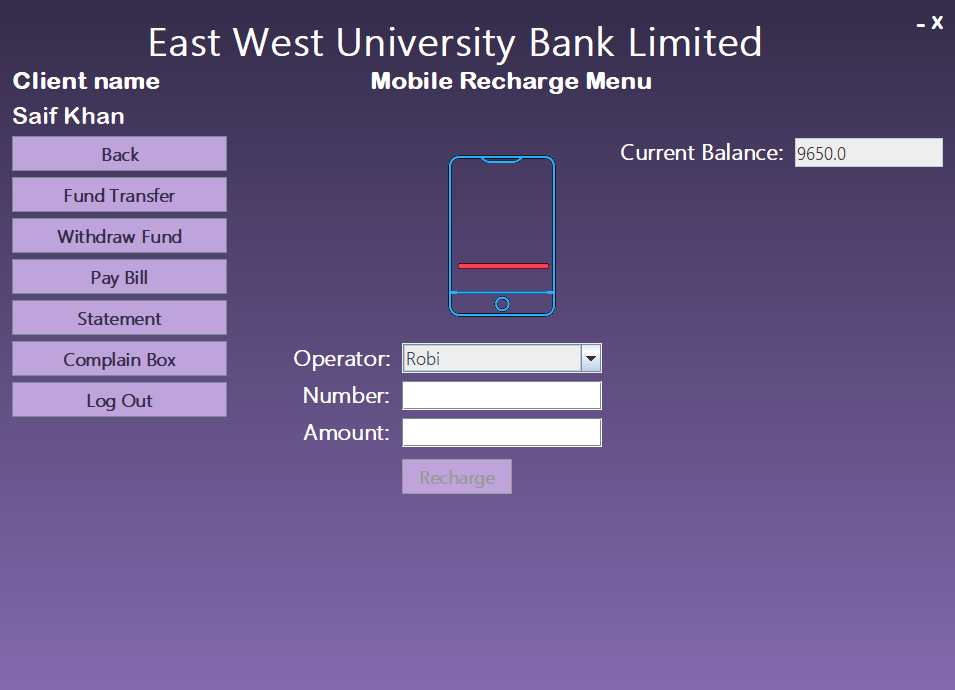 - X
East West University Bank Limited
Client name
Mobile Recharge Menu
Saif Khan
Back
Current Balance: 9650.0
Fund Transfer
Withdraw Fund
Pay Bill
Statement
Complain Box
Log Out
Operator: Robi
Number:
Amount:
Recharge